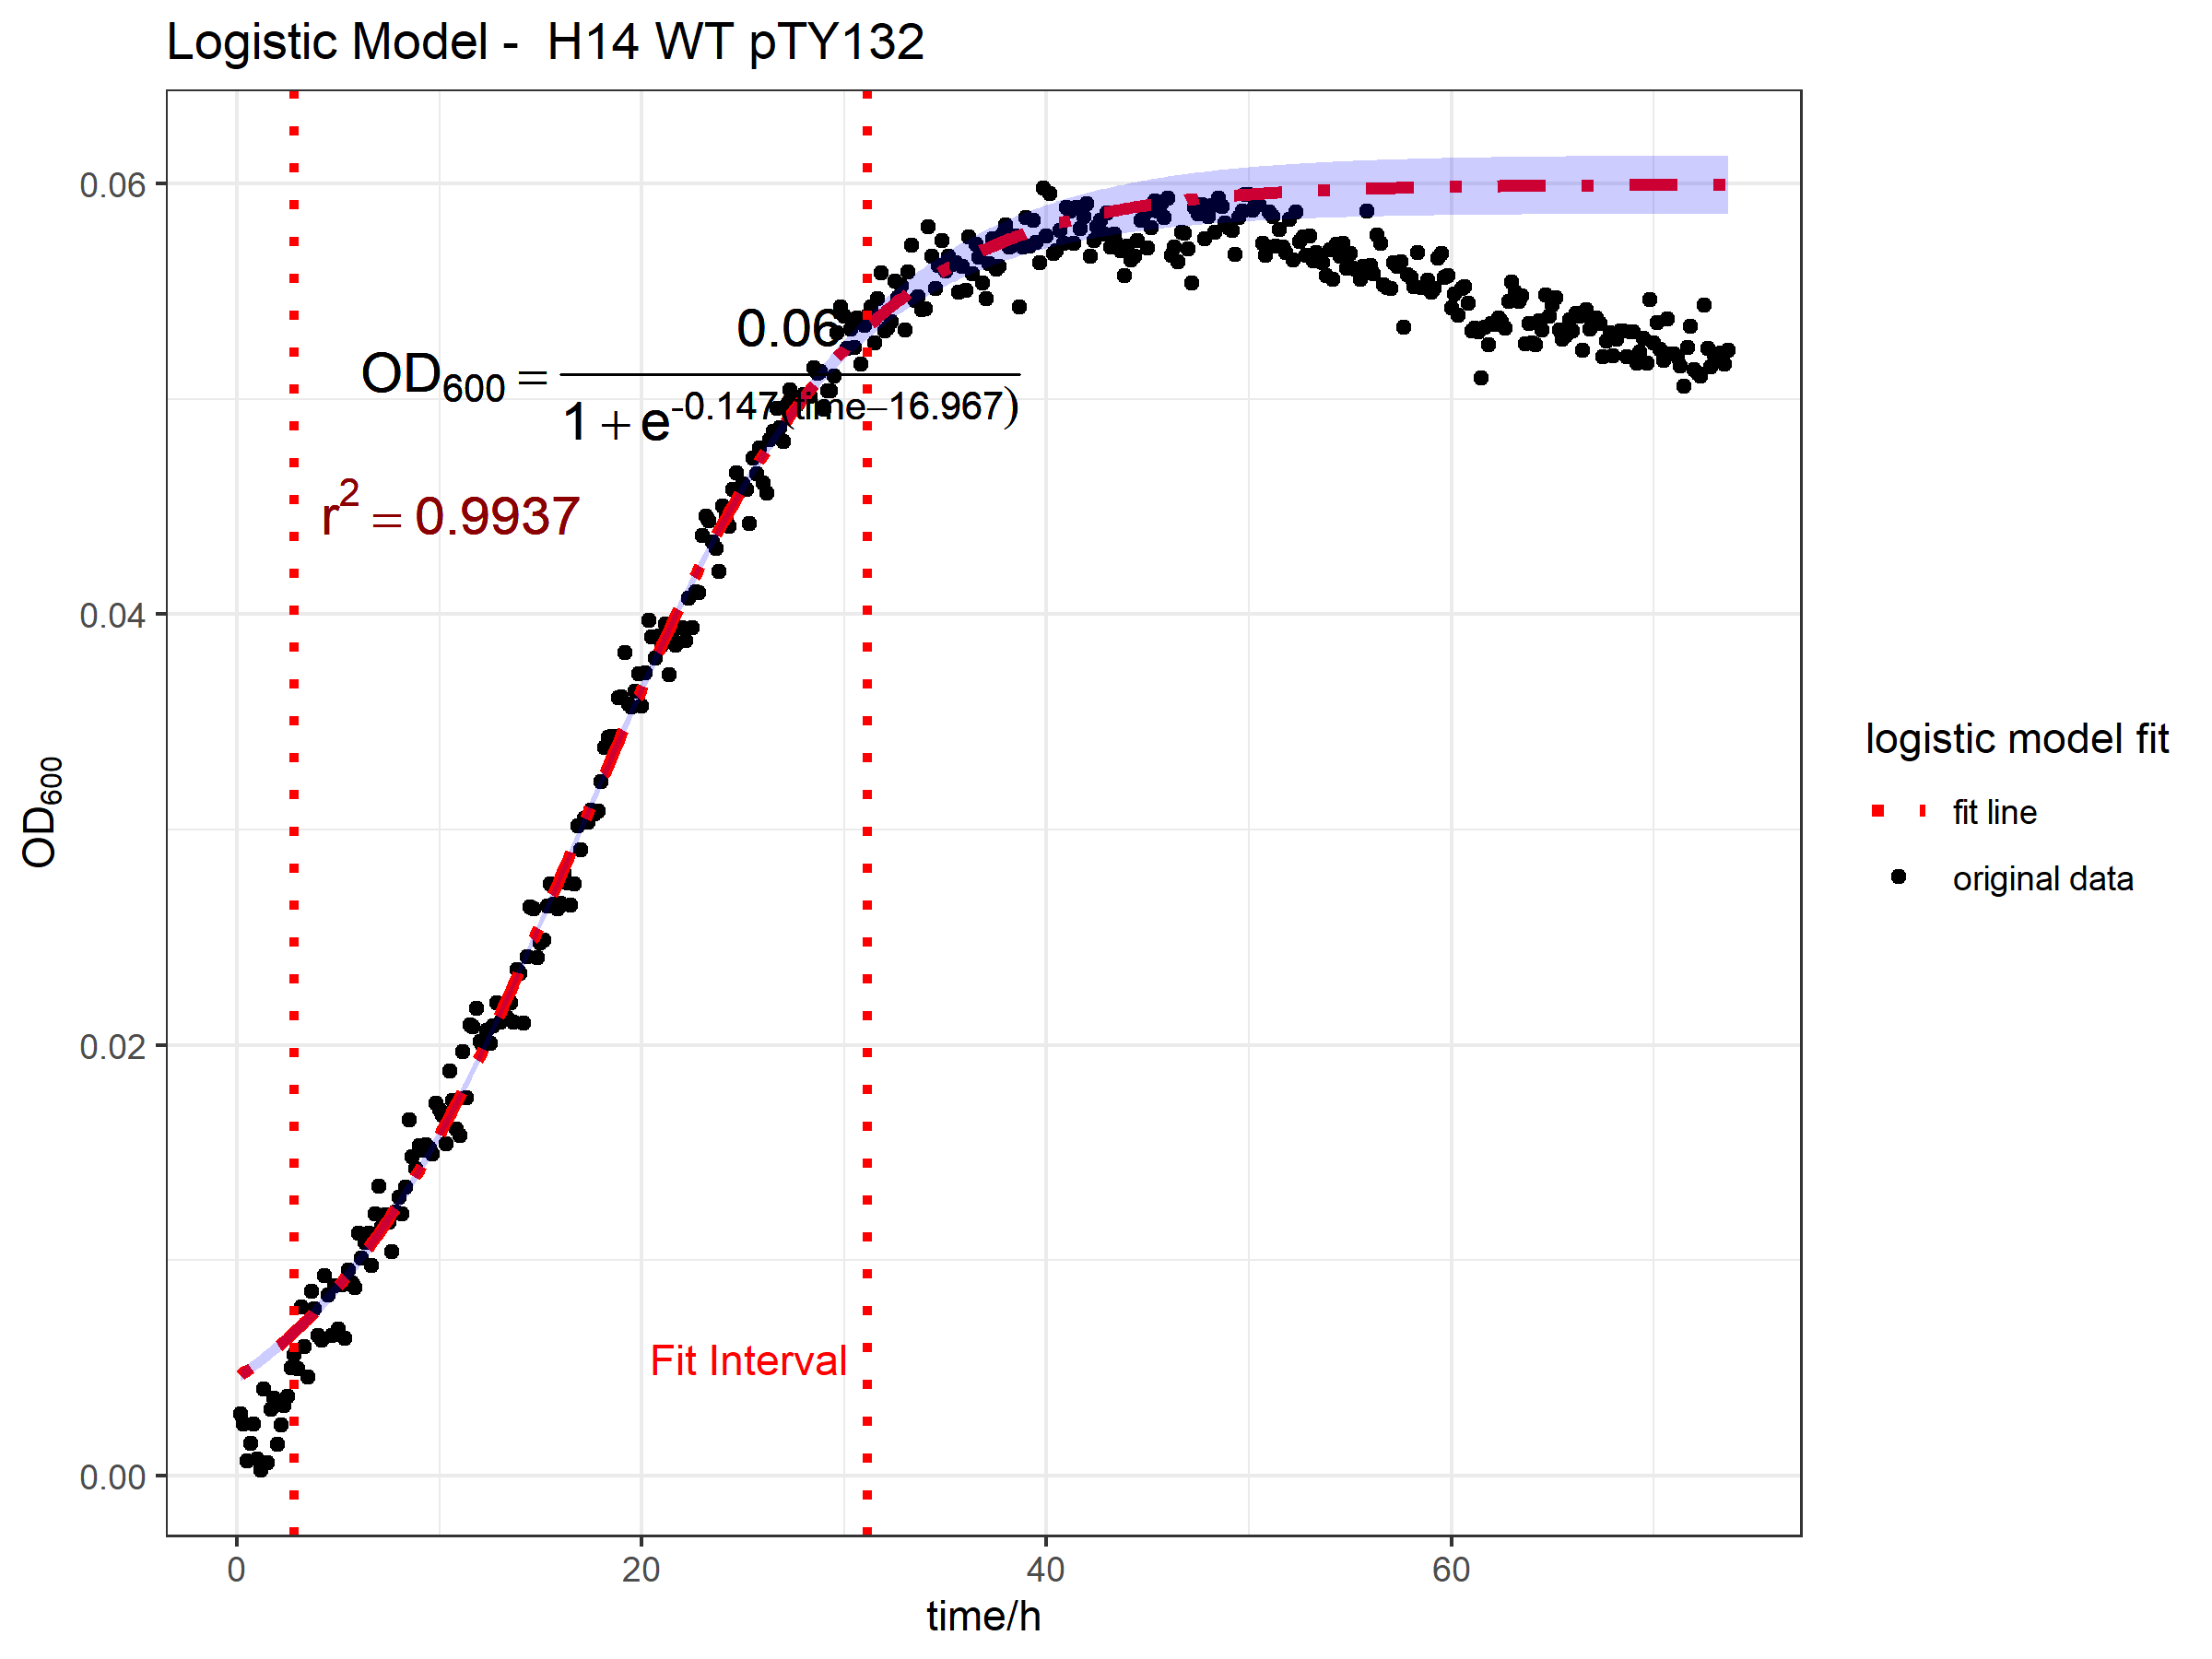 Logistic Model -  H14 WT pTY132
0.06
OD₆₀₀ = 0.06 / 1 + e^-0.147(time−16.967)
r² = 0.9937
0.04
0.02
0.00
Fit Interval
0 20 40 60
time/h
OD₆₀₀
logistic model fit
fit line
original data